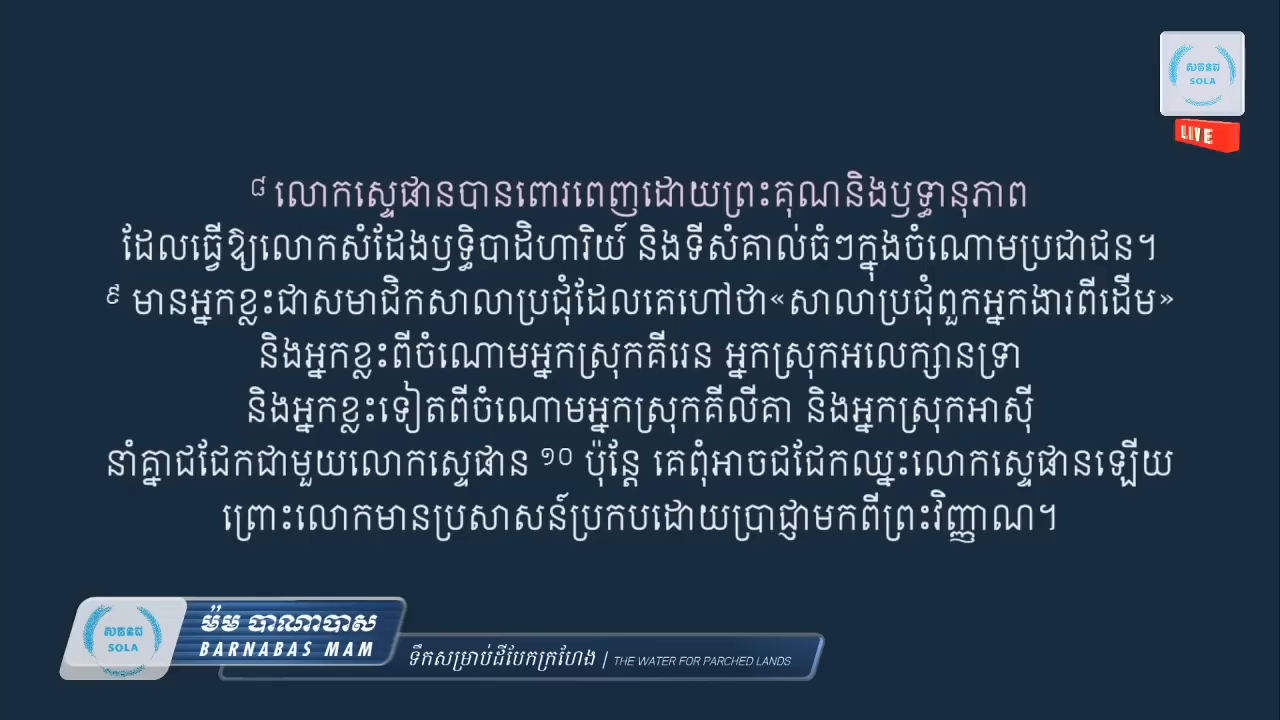 សតនជ
SOLA
LIVE
៨ លោកស្ទេផានបានពោរពេញដោយព្រះគុណនិងឫទ្ធានុភាព
ដែលធ្វើឱ្យលោកសំដែងឫទ្ធិបាដិហារិយ៍ និងទីសំគាល់ធំៗក្នុងចំណោមប្រជាជន។
៩ មានអ្នកខ្លះជាសមាជិកសាលាប្រជុំដែលគេហៅថា«សាលាប្រជុំពួកអ្នកងារពីដើម»
និងអ្នកខ្លះពីចំណោមអ្នកស្រុកគីរេន អ្នកស្រុកអលេក្សានទ្រា
និងអ្នកខ្លះទៀតពីចំណោមអ្នកស្រុកគីលីគា និងអ្នកស្រុកអាស៊ី
នាំគ្នាជជែកជាមួយលោកស្ទេផាន ១០ ប៉ុន្តែ គេពុំអាចជជែកឈ្នះលោកស្ទេផានឡើយ
ព្រោះលោកមានប្រសាសន៍ប្រកបដោយប្រាជ្ញាមកពីព្រះវិញ្ញាណ។
សតនជ
SOLA
ម៉ម បាណាបាស
BARNABAS MAM
ទឹកសម្រាប់ដីបែកក្រហែង | THE WATER FOR PARCHED LANDS